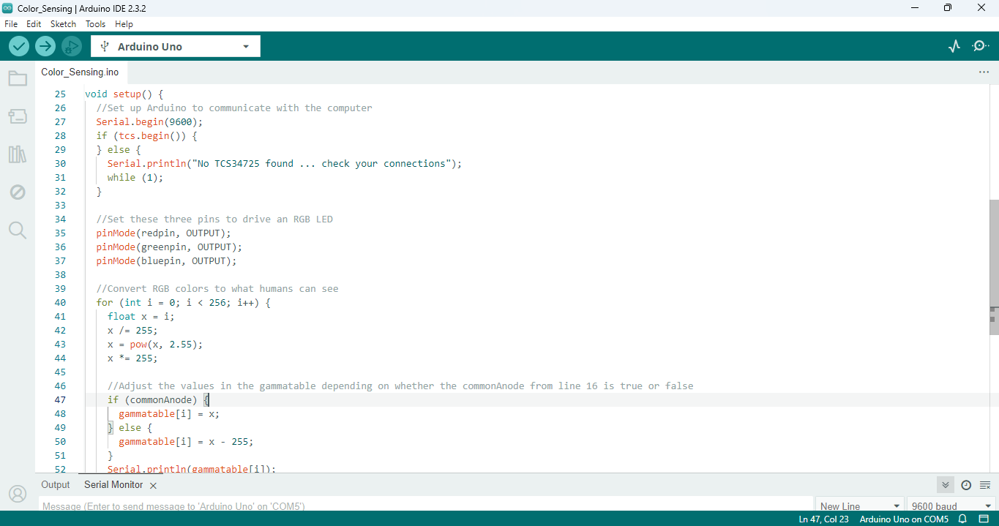 Color_Sensing | Arduino IDE 2.3.2
File Edit Sketch Tools Help
Arduino Uno
Color_Sensing.ino
25 void setup() {
26 //Set up Arduino to communicate with the computer
27 Serial.begin(9600);
28 if (tcs.begin()) {
29 } else {
30 Serial.println("No TCS34725 found ... check your connections");
31 while (1);
32 }
33
34 //Set these three pins to drive an RGB LED
35 pinMode(redpin, OUTPUT);
36 pinMode(greenpin, OUTPUT);
37 pinMode(bluepin, OUTPUT);
38
39 //Convert RGB colors to what humans can see
40 for (int i = 0; i < 256; i++) {
41 float x = i;
42 x /= 255;
43 x = pow(x, 2.55);
44 x *= 255;
45
46 //Adjust the values in the gammatable depending on whether the commonAnode from line 16 is true or false
47 if (commonAnode) {
48 gammatable[i] = x;
49 } else {
50 gammatable[i] = x - 255;
51 }
52 Serial.println(gammatable[i]);
Output Serial Monitor
Message (Enter to send message to 'Arduino Uno' on 'COM5') New Line 9600 baud
Ln 47, Col 23 Arduino Uno on COM5